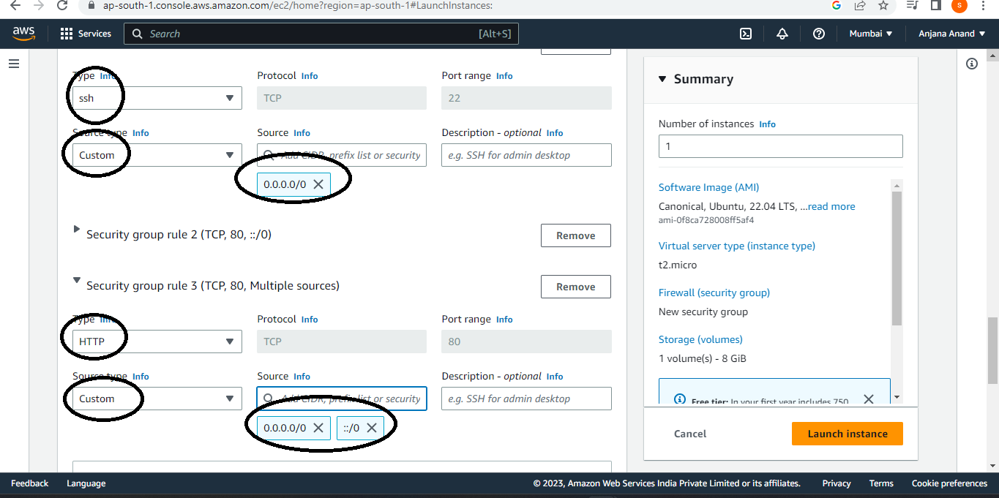 ap-south-1.console.aws.amazon.com/ec2/home?region=ap-south-1#LaunchInstances:
S
aws
Services
Search
[Alt+S]
Mumbai
Anjana Anand
Type Info
Protocol Info
Port range Info
ssh
TCP
22
Source type Info
Source Info
Description - optional Info
Custom
Add CIDR, prefix list or security
e.g. SSH for admin desktop
0.0.0.0/0
Security group rule 2 (TCP, 80, ::/0)
Remove
Security group rule 3 (TCP, 80, Multiple sources)
Remove
Type Info
Protocol Info
Port range Info
HTTP
TCP
80
Source type Info
Source Info
Description - optional Info
Custom
Add CIDR, prefix list or security
e.g. SSH for admin desktop
0.0.0.0/0
::/0
Summary
Number of instances Info
1
Software Image (AMI)
Canonical, Ubuntu, 22.04 LTS, ...read more
ami-0f8ca728008ff5af4
Virtual server type (instance type)
t2.micro
Firewall (security group)
New security group
Storage (volumes)
1 volume(s) - 8 GiB
Free tier: In your first year includes 750
Cancel
Launch instance
Feedback
Language
© 2023, Amazon Web Services India Private Limited or its affiliates.
Privacy
Terms
Cookie preferences